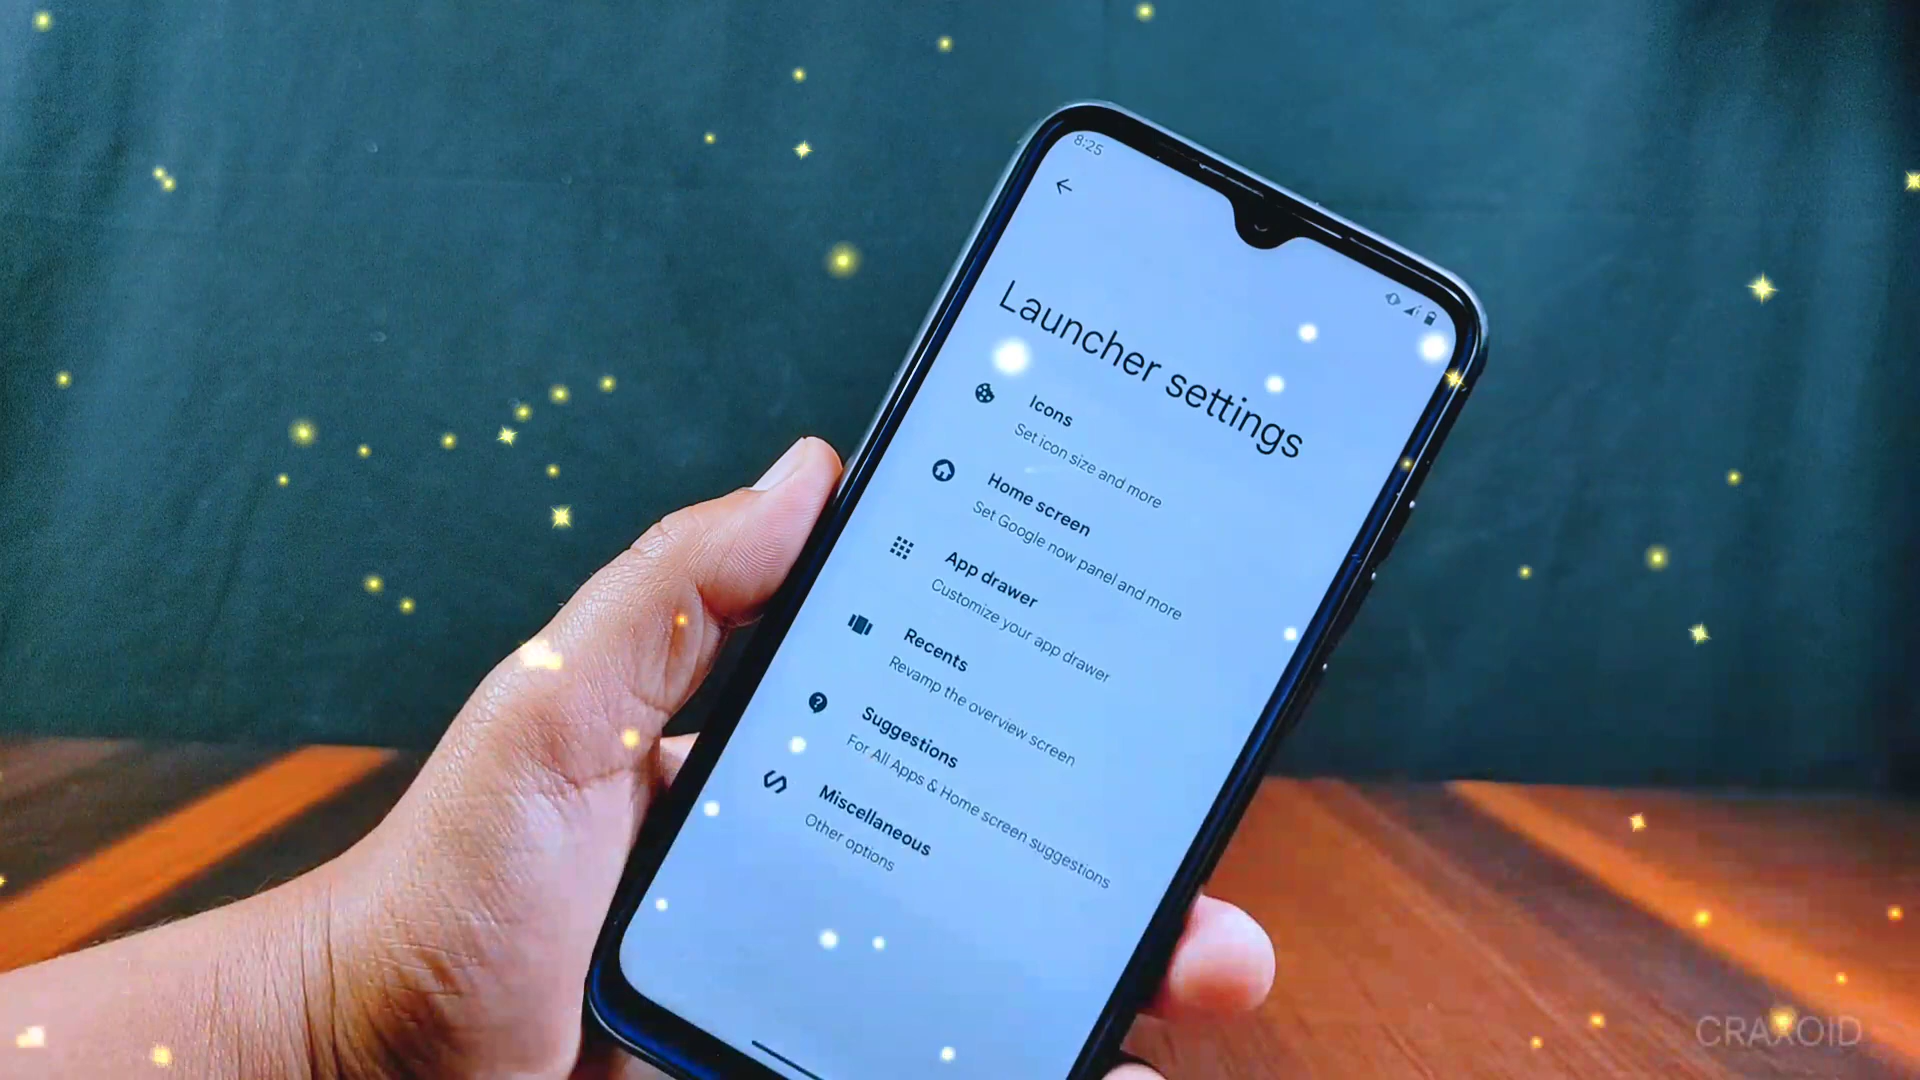 8:25
Launcher settings
Icons
Set icon size and more
Home screen
Set Google now panel and more
App drawer
Customize your app drawer
Recents
Revamp the overview screen
Suggestions
For All Apps & Home screen suggestions
Miscellaneous
Other options
CRAXOID